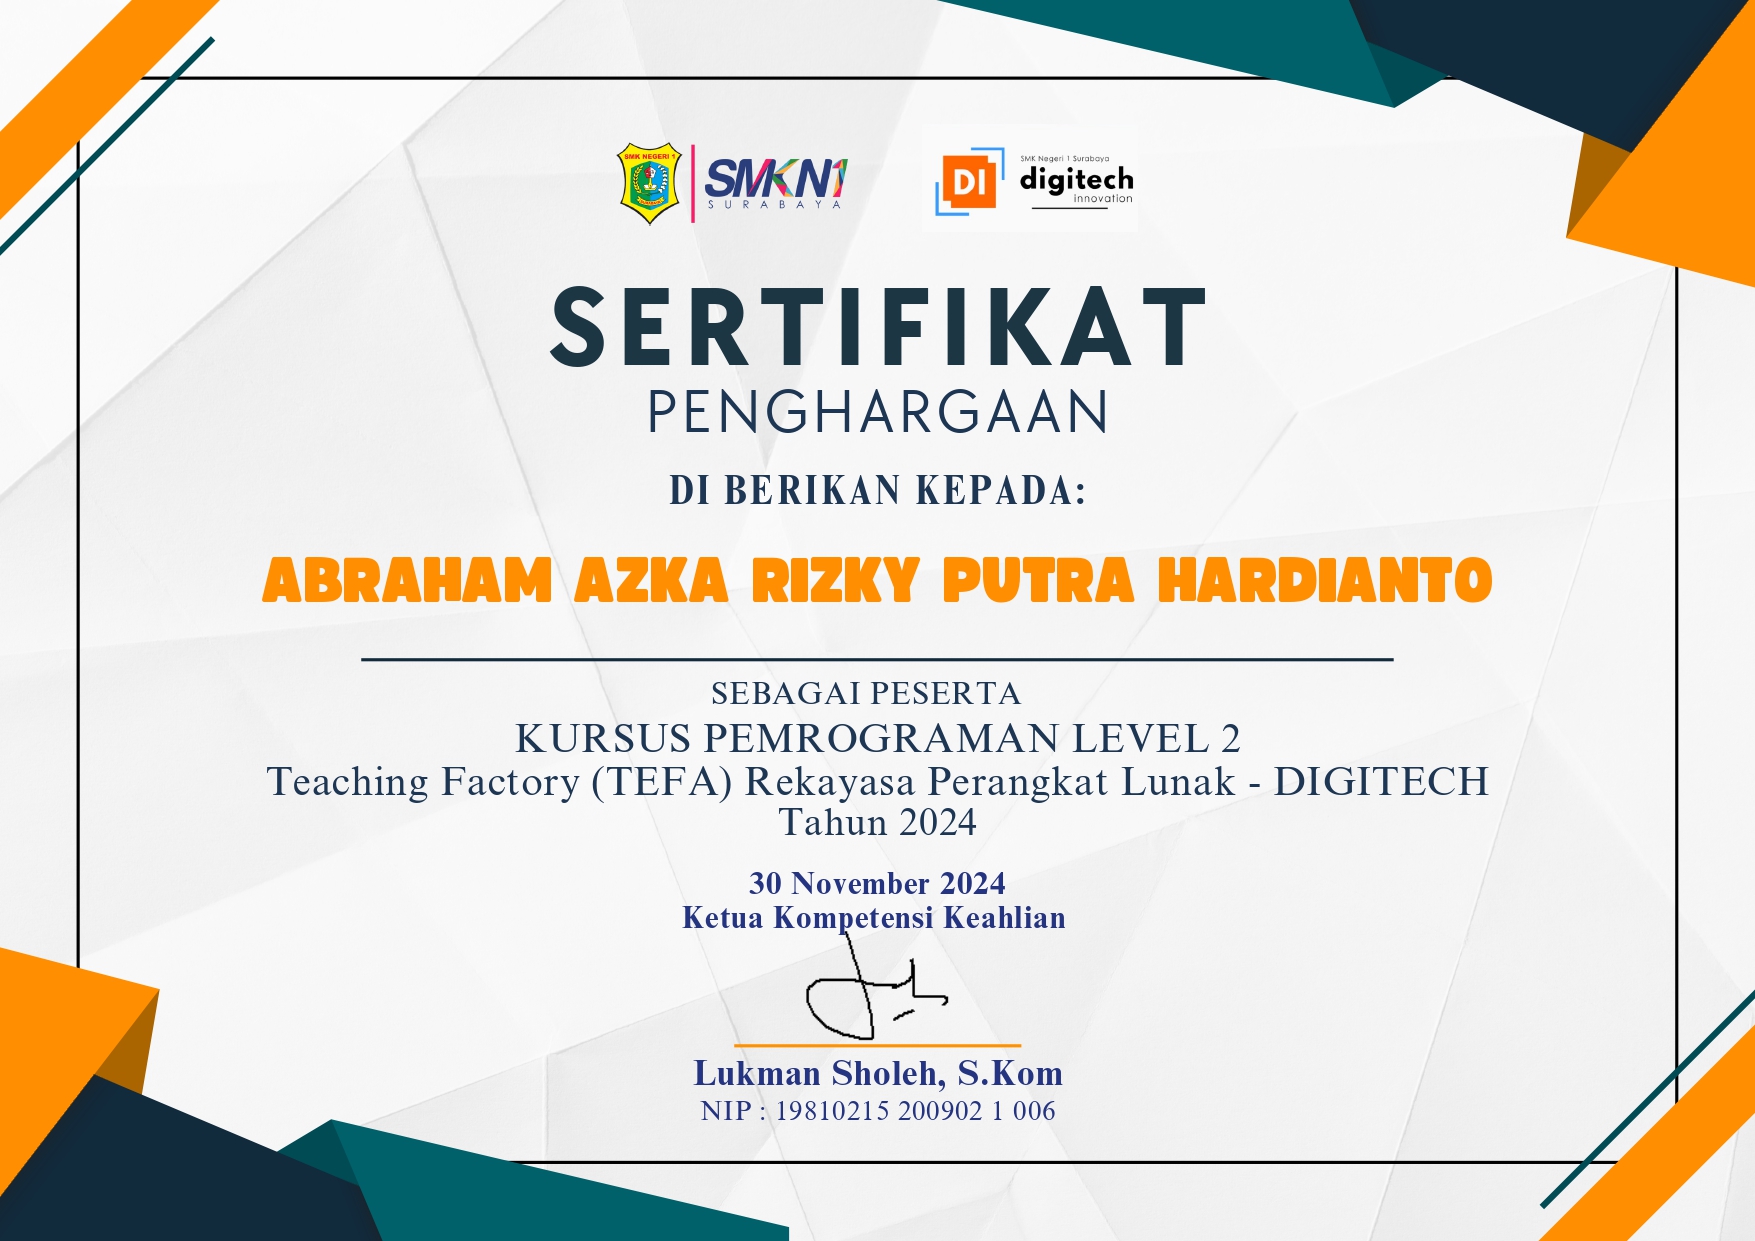 SMK NEGERI 1
SMKN1
SURABAYA
SMK Negeri 1 Surabaya
DI
digitech
innovation
SERTIFIKAT
PENGHARGAAN
DI BERIKAN KEPADA:
ABRAHAM AZKA RIZKY PUTRA HARDIANTO
SEBAGAI PESERTA
KURSUS PEMROGRAMAN LEVEL 2
Teaching Factory (TEFA) Rekayasa Perangkat Lunak - DIGITECH
Tahun 2024
30 November 2024
Ketua Kompetensi Keahlian
Lukman Sholeh, S.Kom
NIP : 19810215 200902 1 006